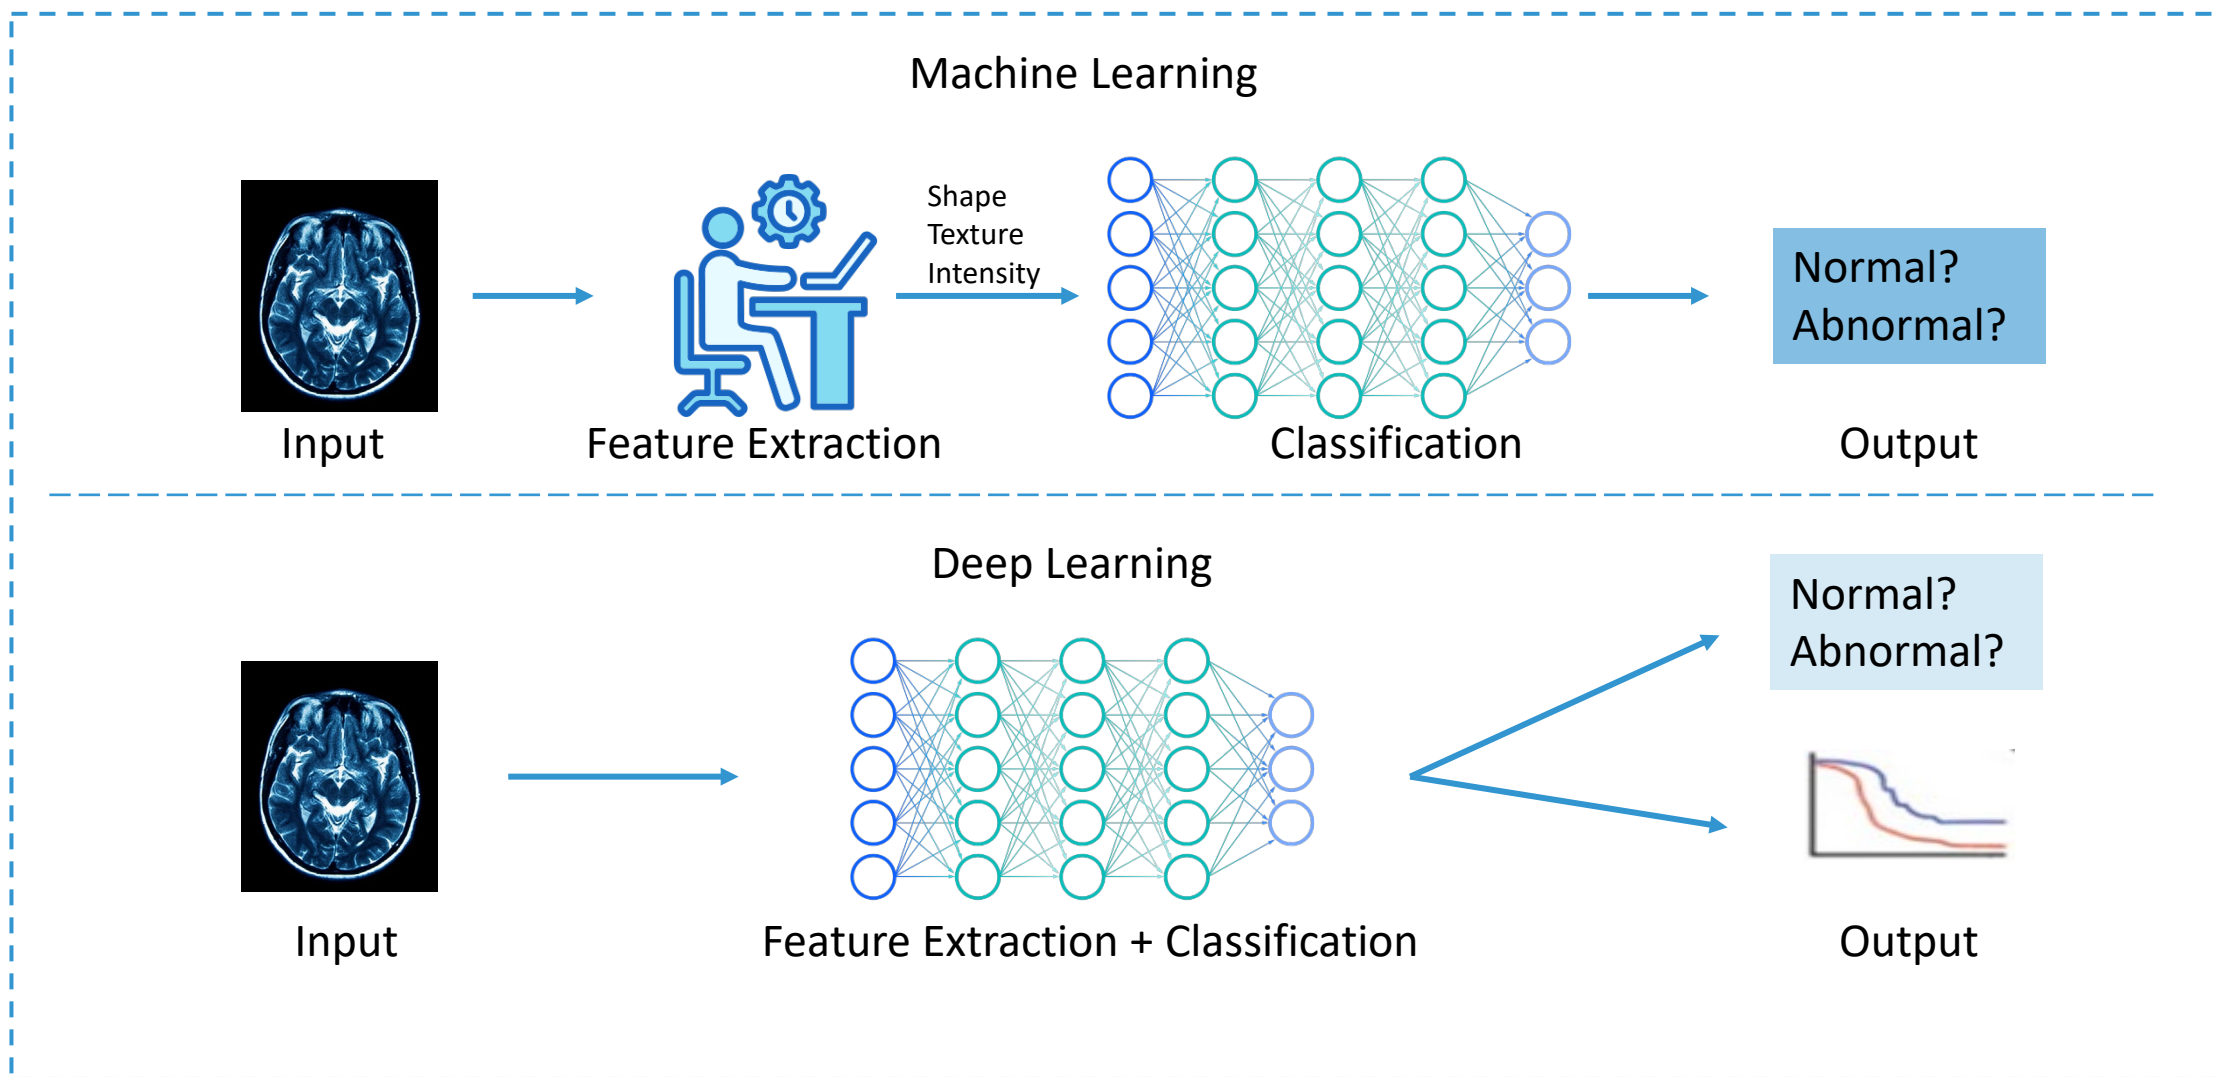 Machine Learning
Shape
Texture
Intensity
Normal?
Abnormal?
Input
Feature Extraction
Classification
Output
Deep Learning
Normal?
Abnormal?
Input
Feature Extraction + Classification
Output